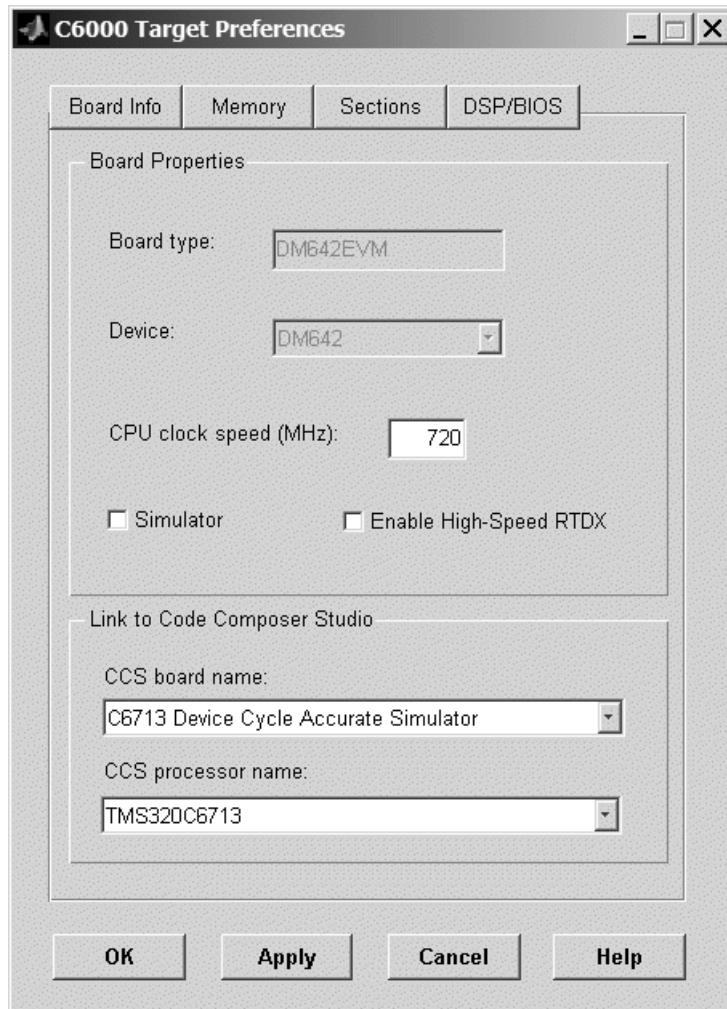 C6000 Target Preferences
Board Info Memory Sections DSP/BIOS
Board Properties
Board type: DM642EVM
Device: DM642
CPU clock speed (MHz): 720
Simulator Enable High-Speed RTDX
Link to Code Composer Studio
CCS board name:
C6713 Device Cycle Accurate Simulator
CCS processor name:
TMS320C6713
OK Apply Cancel Help